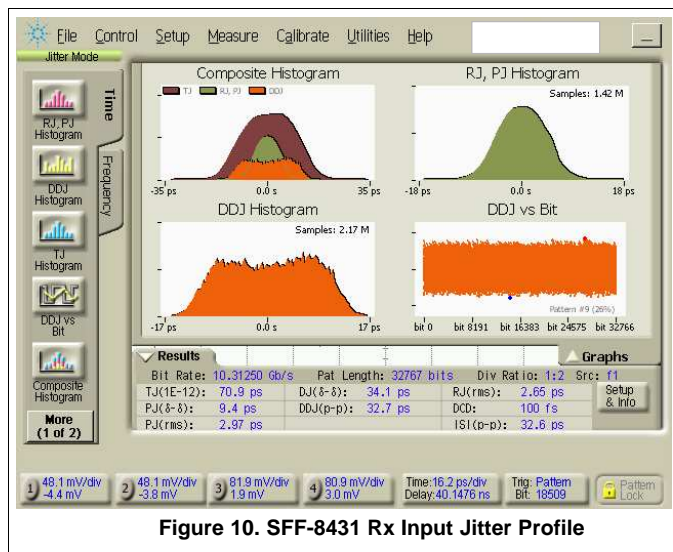 File Control Setup Measure Calibrate Utilities Help
Jitter Mode
Time
Frequency
RJ, PJ
Histogram
DDJ
Histogram
TJ
Histogram
DDJ vs
Bit
Composite
Histogram
More
(1 of 2)
Composite Histogram
TJ RJ, PJ DDJ
-35 ps 0.0 s 35 ps
RJ, PJ Histogram
Samples: 1.42 M
-18 ps 0.0 s 18 ps
DDJ Histogram
Samples: 2.17 M
-17 ps 0.0 s 17 ps
DDJ vs Bit
Pattern #9 (26%)
bit 0 bit 8191 bit 16383 bit 24575 bit 32766
Results
Graphs
Bit Rate: 10.31250 Gb/s Pat Length: 32767 bits Div Ratio: 1:2 Src: f1
TJ(1E-12): 70.9 ps DJ(δ-δ): 34.1 ps RJ(rms): 2.65 ps
PJ(δ-δ): 9.4 ps DDJ(p-p): 32.7 ps DCD: 100 fs
PJ(rms): 2.97 ps ISI(p-p): 32.6 ps
Setup
& Info
1 48.1 mV/div
-4.4 mV
2 48.1 mV/div
-3.8 mV
3 81.9 mV/div
1.9 mV
4 80.9 mV/div
3.0 mV
Time:16.2 ps/div
Delay:40.1476 ns
Trig: Pattern
Bit: 18509
Pattern
Lock
Figure 10. SFF-8431 Rx Input Jitter Profile